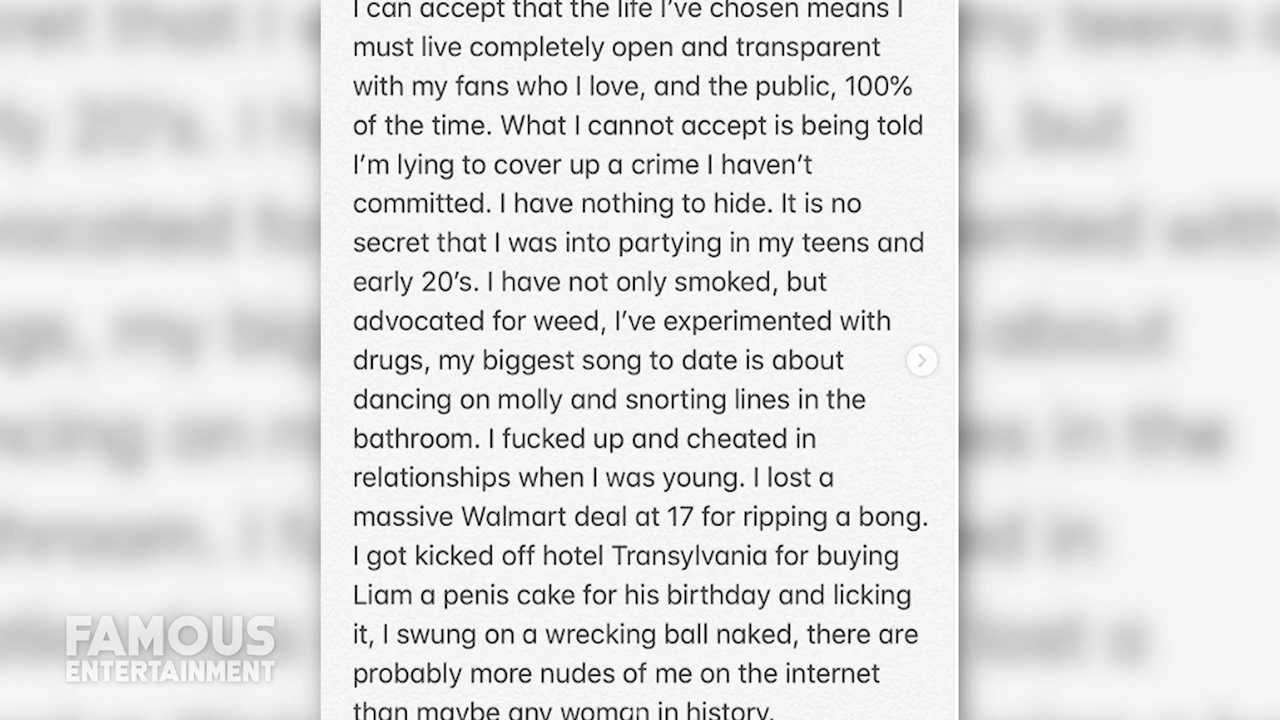 I can accept that the life I've chosen means I
must live completely open and transparent
with my fans who I love, and the public, 100%
of the time. What I cannot accept is being told
I'm lying to cover up a crime I haven't
committed. I have nothing to hide. It is no
secret that I was into partying in my teens and
early 20's. I have not only smoked, but
advocated for weed, I've experimented with
drugs, my biggest song to date is about
dancing on molly and snorting lines in the
bathroom. I fucked up and cheated in
relationships when I was young. I lost a
massive Walmart deal at 17 for ripping a bong.
I got kicked off hotel Transylvania for buying
Liam a penis cake for his birthday and licking
it, I swung on a wrecking ball naked, there are
probably more nudes of me on the internet
than maybe any woman in history.
FAMOUS
ENTERTAINMENT